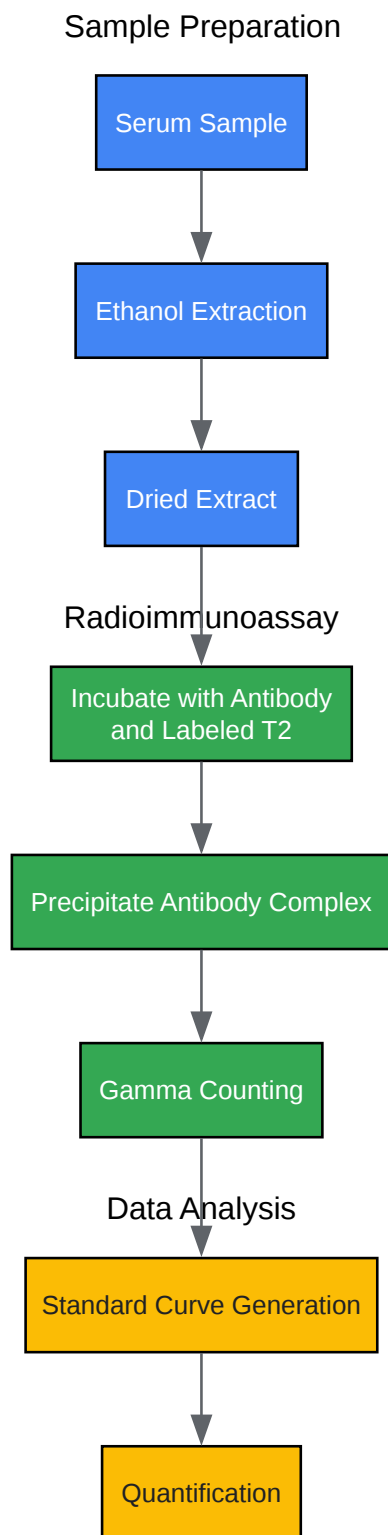 Sample Preparation
Serum Sample
Ethanol Extraction
Dried Extract
Radioimmunoassay
Incubate with Antibody
and Labeled T2
Precipitate Antibody Complex
Gamma Counting
Data Analysis
Standard Curve Generation
Quantification